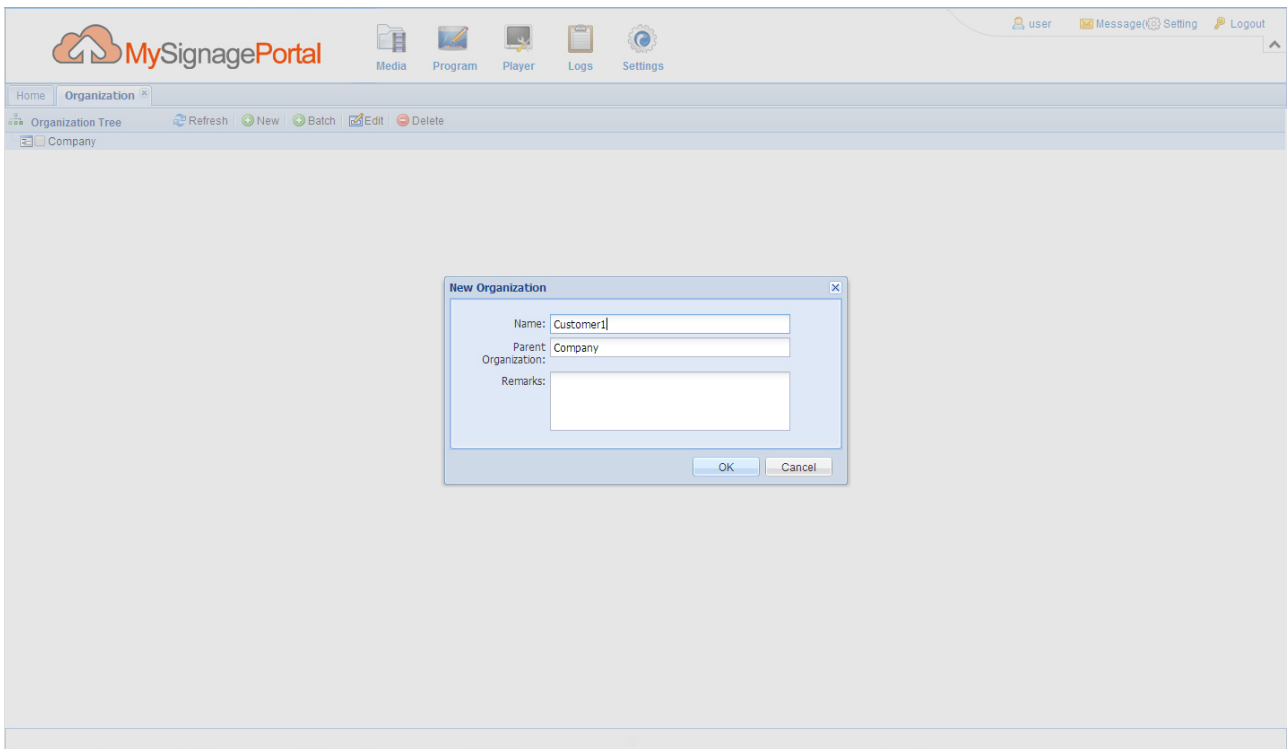 user Message( Setting Logout
MySignagePortal
Media Program Player Logs Settings
Home Organization
Organization Tree Refresh New Batch Edit Delete
Company
New Organization
Name: Customer1
Parent Organization: Company
Remarks:
OK Cancel